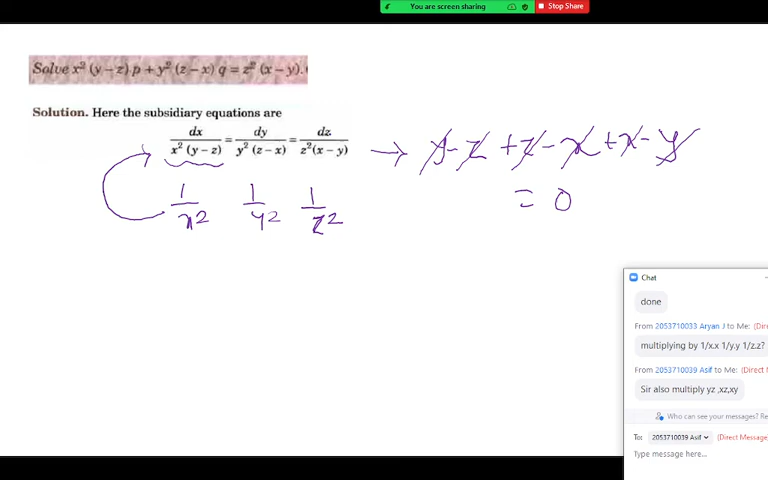 You are screen sharing
Stop Share
Solve x² (y – z) p + y² (z – x) q = z² (x – y).
Solution. Here the subsidiary equations are
dx/x² (y – z) = dy/y² (z – x) = dz/z² (x – y) → y - z + z - x + x - y
1/x² 1/y² 1/z² = 0
Chat
done
From 2053710033 Aryan J to Me: (Dire
multiplying by 1/x.x 1/y.y 1/z.z?
From 2053710039 Asif to Me: (Direct M
Sir also multiply yz ,xz,xy
Who can see your messages? Re
To: 2053710039 Asif (Direct Message)
Type message here...